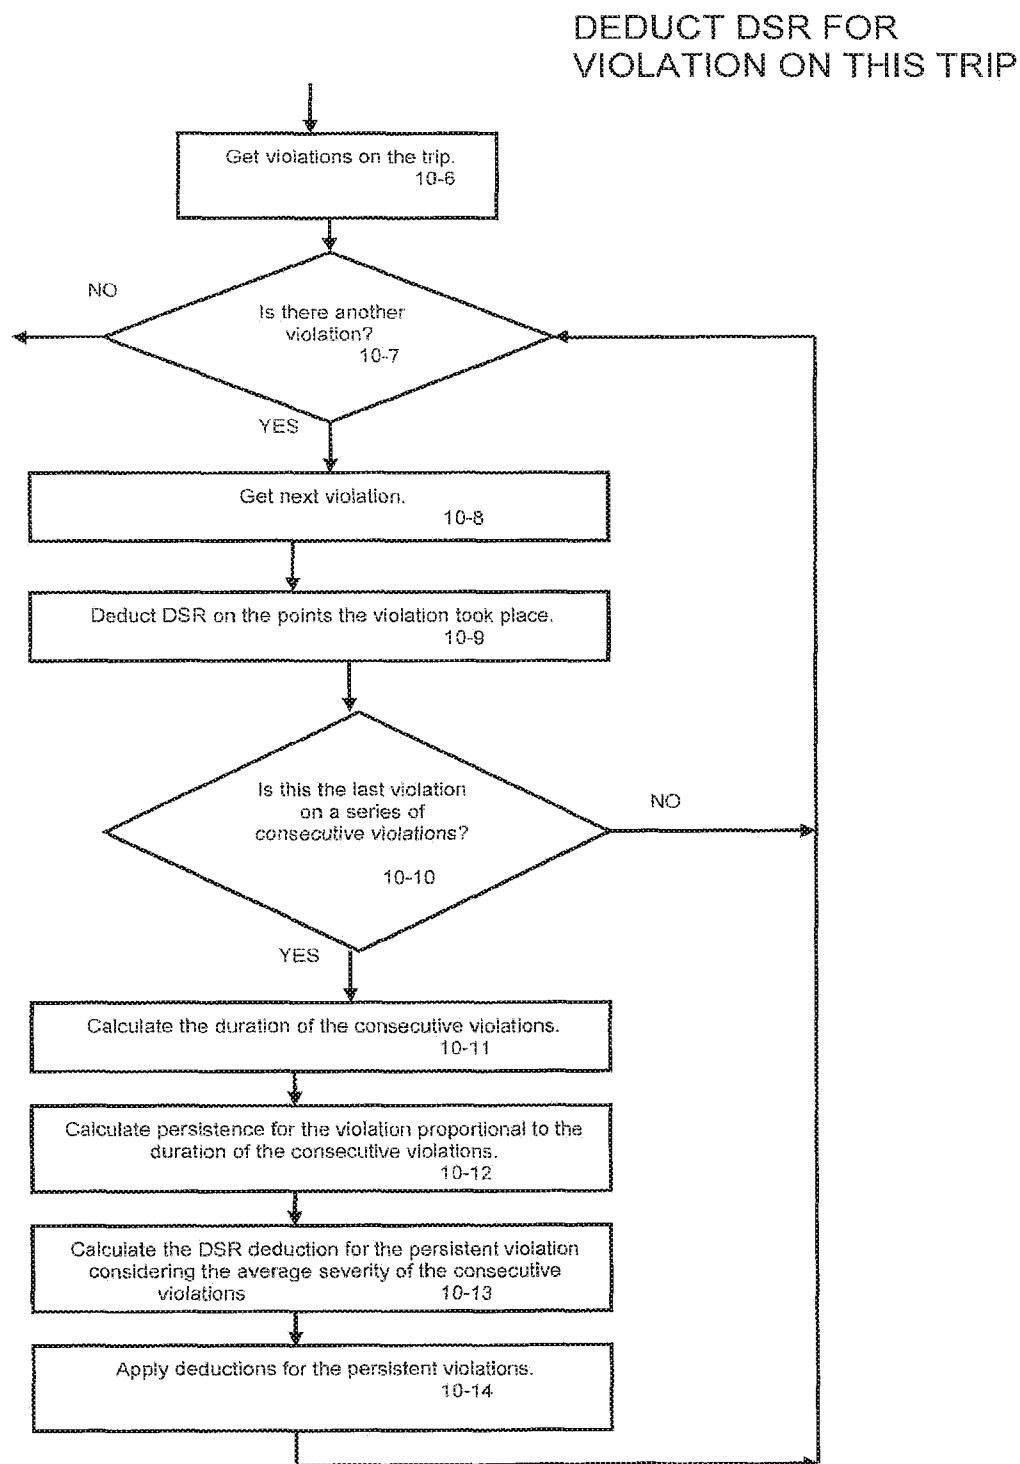 DEDUCT DSR FOR
VIOLATION ON THIS TRIP
Get violations on the trip.
10-6
NO
Is there another
violation?
10-7
YES
Get next violation.
10-8
Deduct DSR on the points the violation took place.
10-9
Is this the last violation
on a series of
consecutive violations?
10-10
NO
YES
Calculate the duration of the consecutive violations.
10-11
Calculate persistence for the violation proportional to the
duration of the consecutive violations.
10-12
Calculate the DSR deduction for the persistent violation
considering the average severity of the consecutive
violations 10-13
Apply deductions for the persistent violations.
10-14